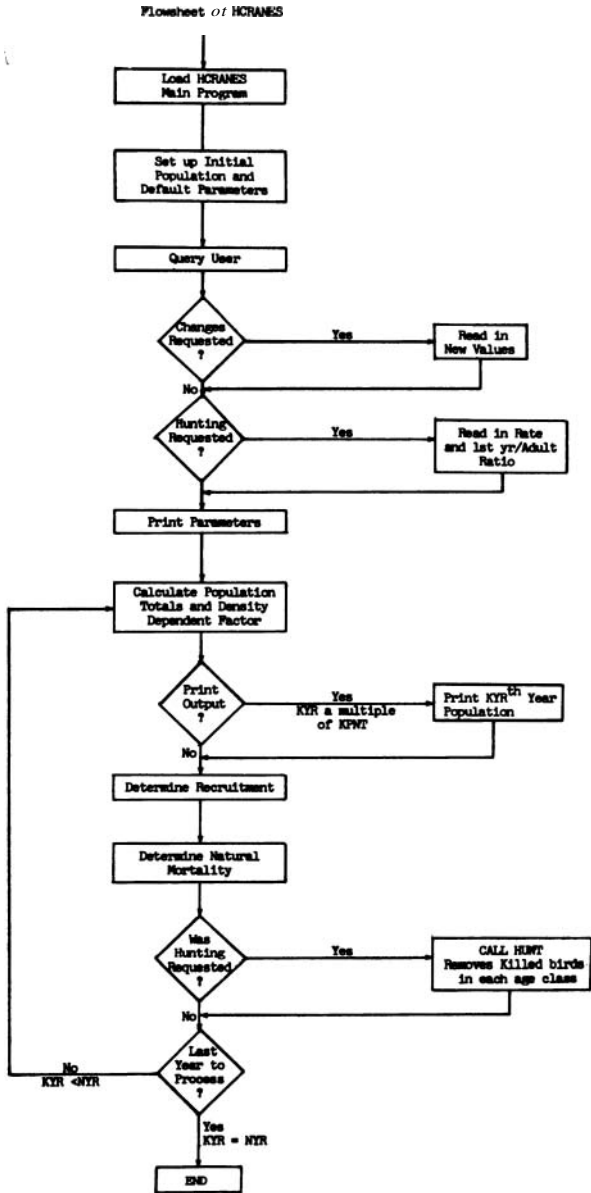 Flowsheet ot HCRANES
Load HCRANES
Main Program
Set up Initial
Population and
Default Parameters
Query User
Changes
Requested
?
Yes
Read in
New Values
No
Hunting
Requested
?
Yes
Read in Rate
and 1st yr/Adult
Ratio
Print Parameters
Calculate Population
Totals and Density
Dependent Factor
Print
Output
?
Yes
KYR a multiple
of KPNT
Print KYRth Year
Population
No
Determine Recruitment
Determine Natural
Mortality
Was
Hunting
Requested
?
Yes
CALL HUNT
Removes Killed birds
in each age class
No
Last
Year to
Process
?
No
KYR <NYR
Yes
KYR = NYR
END